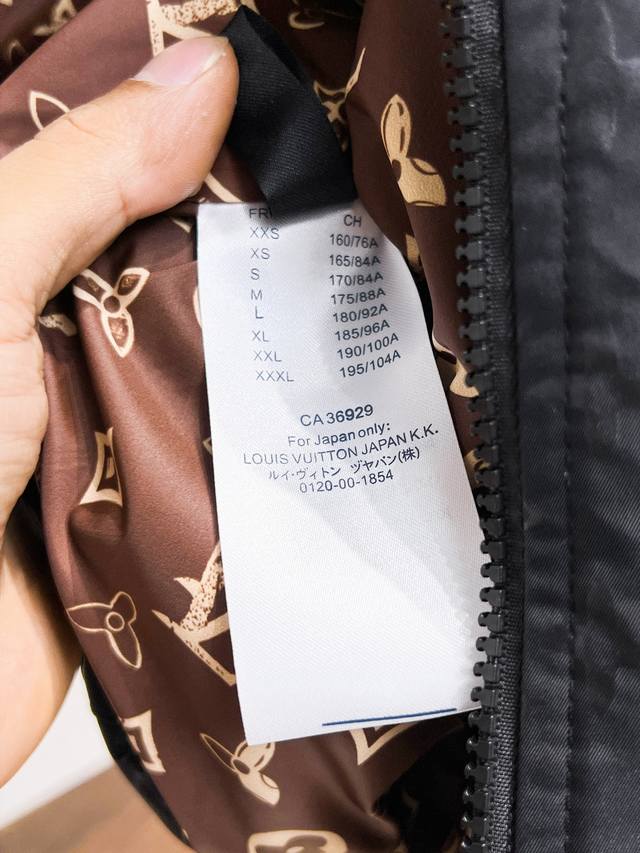 FR CH
XXS 160/76A
XS 165/84A
S 170/84A
M 175/88A
L 180/92A
XL 185/96A
XXL 190/100A
XXXL 195/104A
CA 36929
For Japan only:
LOUIS VUITTON JAPAN K.K.
ルイ・ヴィトン ヅヤパン(株)
0120-00-1854